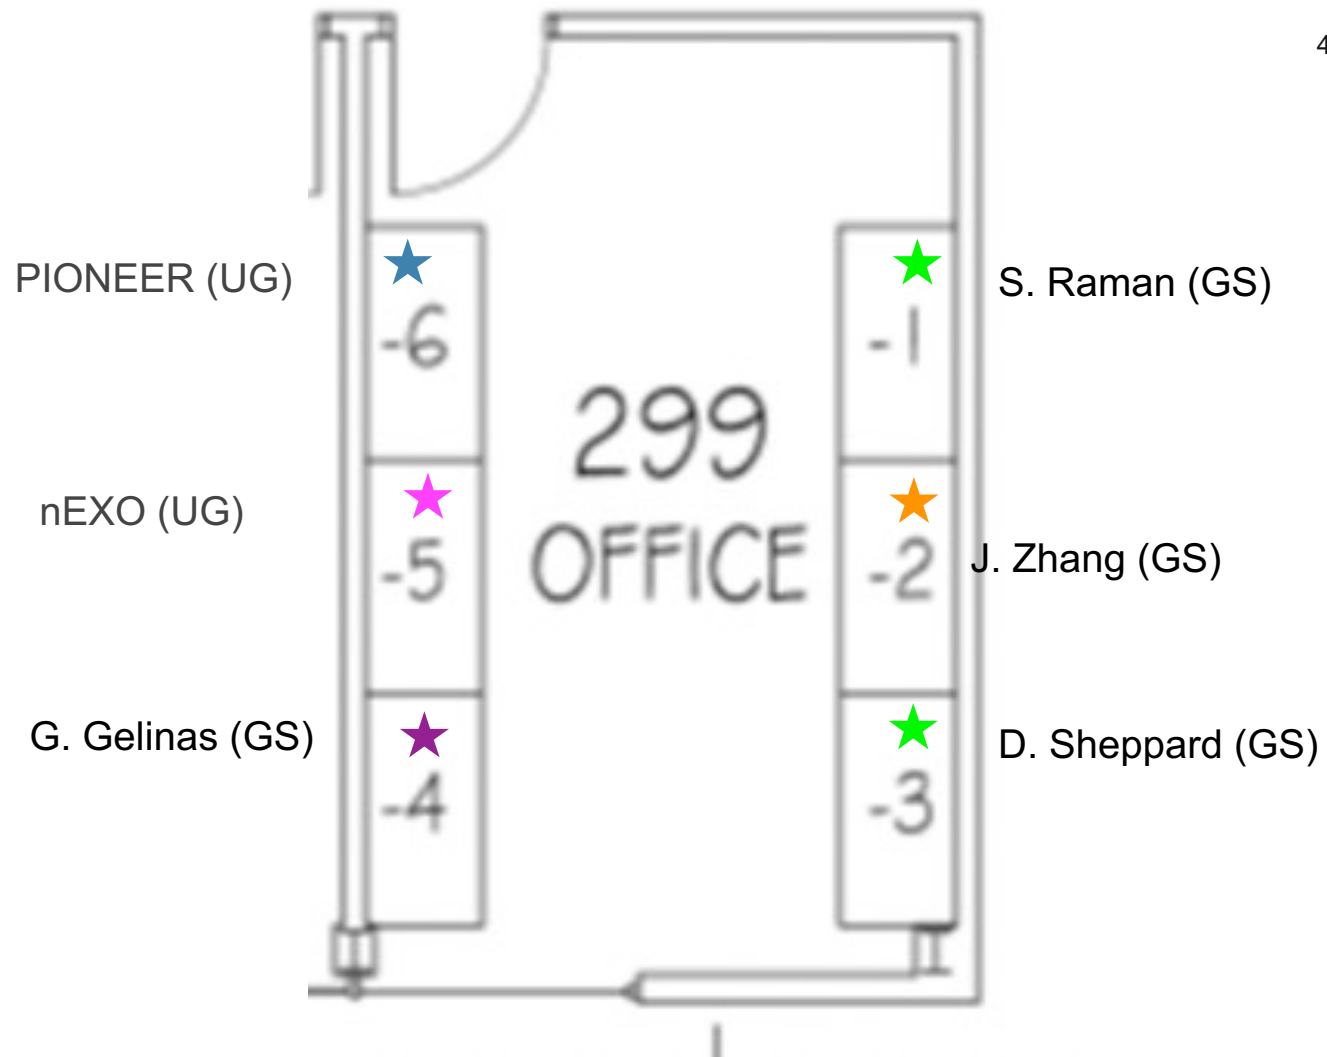 4
PIONEER (UG)
-6
-1
S. Raman (GS)
299
OFFICE
nEXO (UG)
-5
-2
J. Zhang (GS)
G. Gelinas (GS)
-4
-3
D. Sheppard (GS)